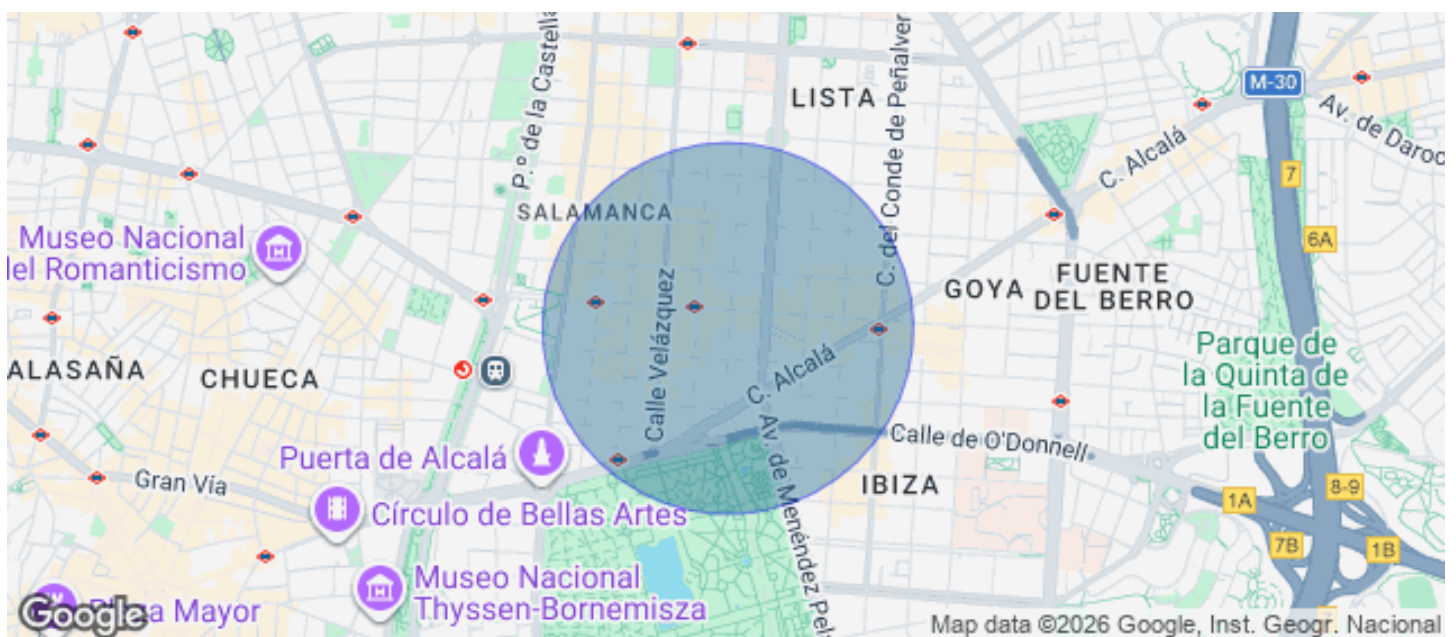 P.º de la Castella
LISTA
C. del Conde de Peñalver
M-30
Av. de Daroc
C. Alcalá
7
6A
SALAMANCA
Museo Nacional
del Romanticismo
Calle Velázquez
GOYA
FUENTE
DEL BERRO
ALASAÑA
CHUECA
Parque de
la Quinta de
la Fuente
del Berro
C. Alcalá
Puerta de Alcalá
Av. de Menéndez Pel
Calle de O'Donnell
Gran Vía
IBIZA
1A
8-9
Círculo de Bellas Artes
7B
1B
Museo Nacional
Thyssen-Bornemisza
Plaza Mayor
Google
7
Map data ©2026 Google, Inst. Geogr. Nacional